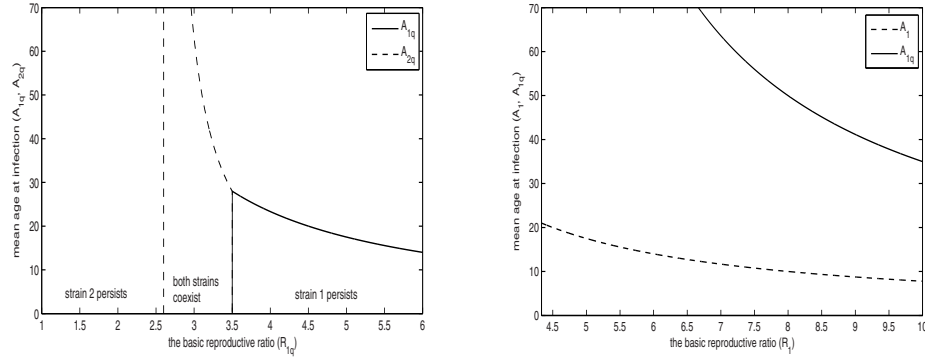 mean age at infection (A1q, A2q)
70
60
50
40
30
20
10
0
A1q
A2q
strain 2 persists
both strains
coexist
strain 1 persists
1 1.5 2 2.5 3 3.5 4 4.5 5 5.5 6
the basic reproductive ratio (R1q)
mean age at infection (A1, A1q)
70
60
50
40
30
20
10
0
A1
A1q
4.5 5 5.5 6 6.5 7 7.5 8 8.5 9 9.5 10
the basic reproductive ratio (R1)